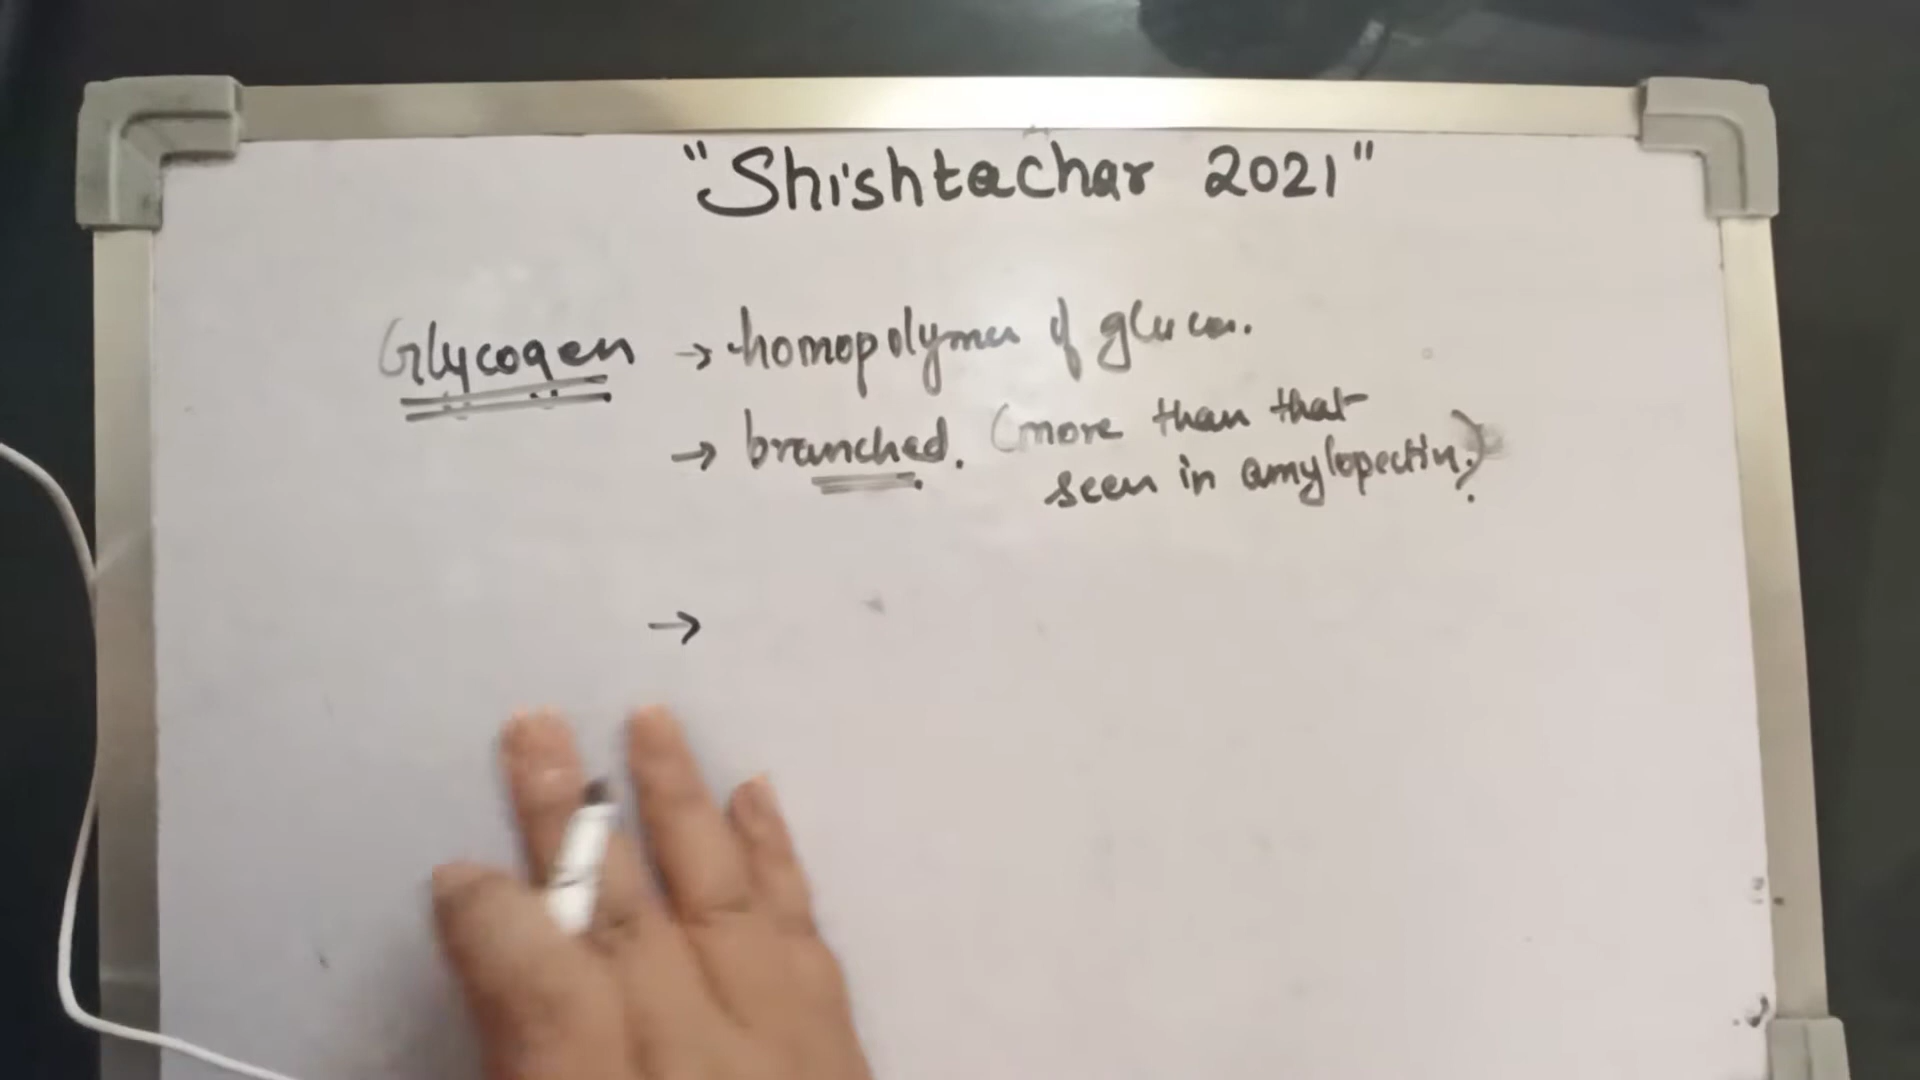 "Shishtachar 2021"
Glycogen → homopolymer of glucose.
→ branched. (more than that
seen in amylopectin.)
→